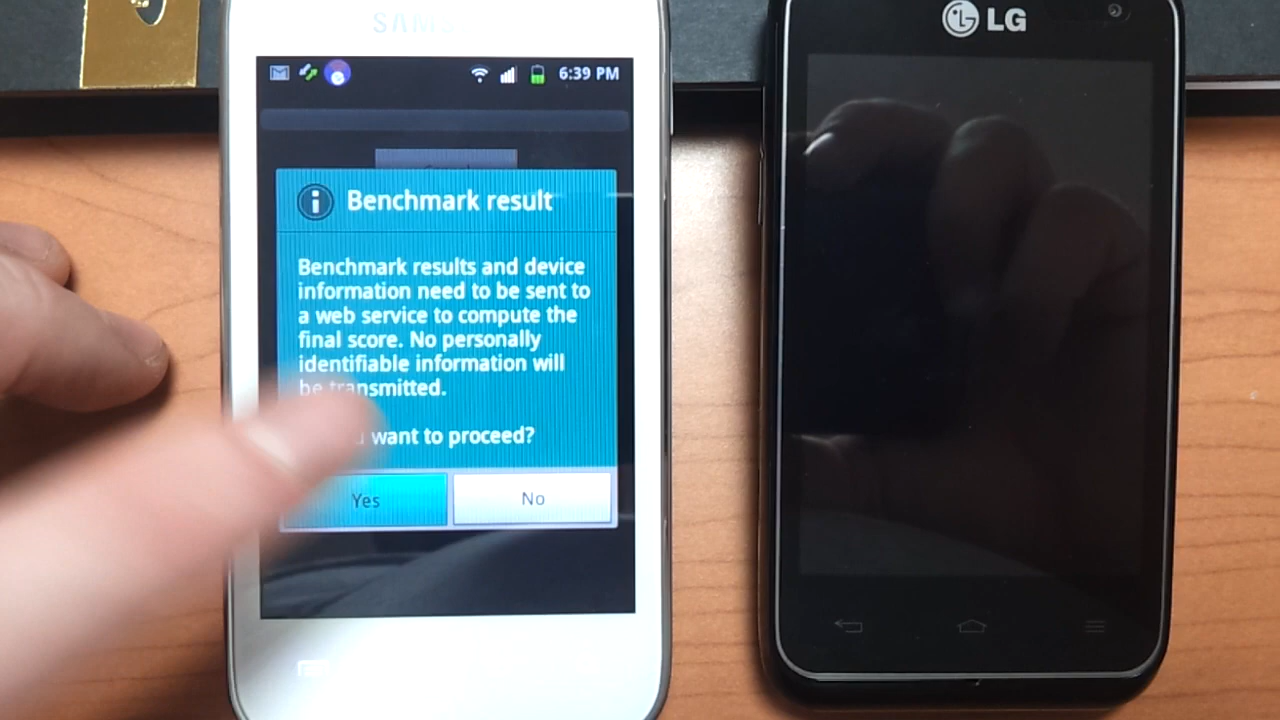 SAMS
LG
6:39 PM
Benchmark result
Benchmark results and device
information need to be sent to
a web service to compute the
final score. No personally
identifiable information will
be transmitted.
want to proceed?
Yes
No